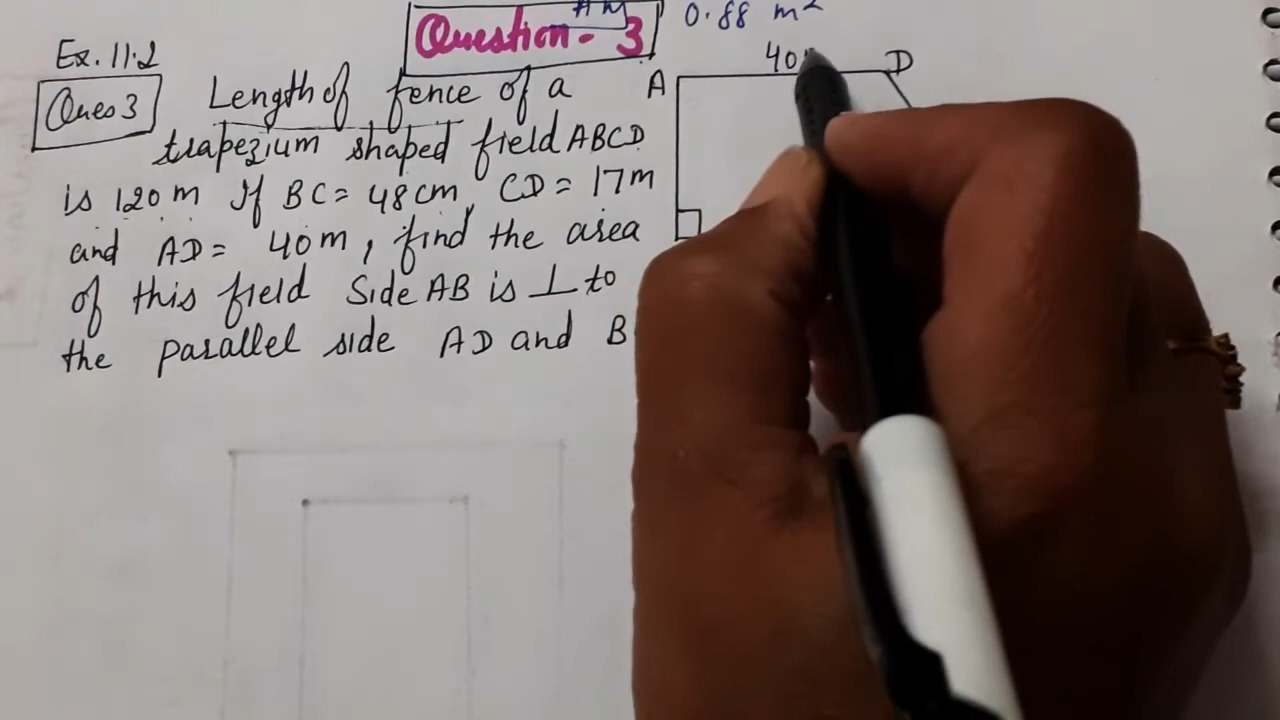 0.88 m²
Question - 3
Ex. 11.2
Ques 3
Length of fence of a
trapezium shaped field ABCD
is 120 m If BC = 48 cm, CD = 17 m
and AD = 40 m, find the area
of this field Side AB is ⊥ to
the parallel side AD and B
A
40
D